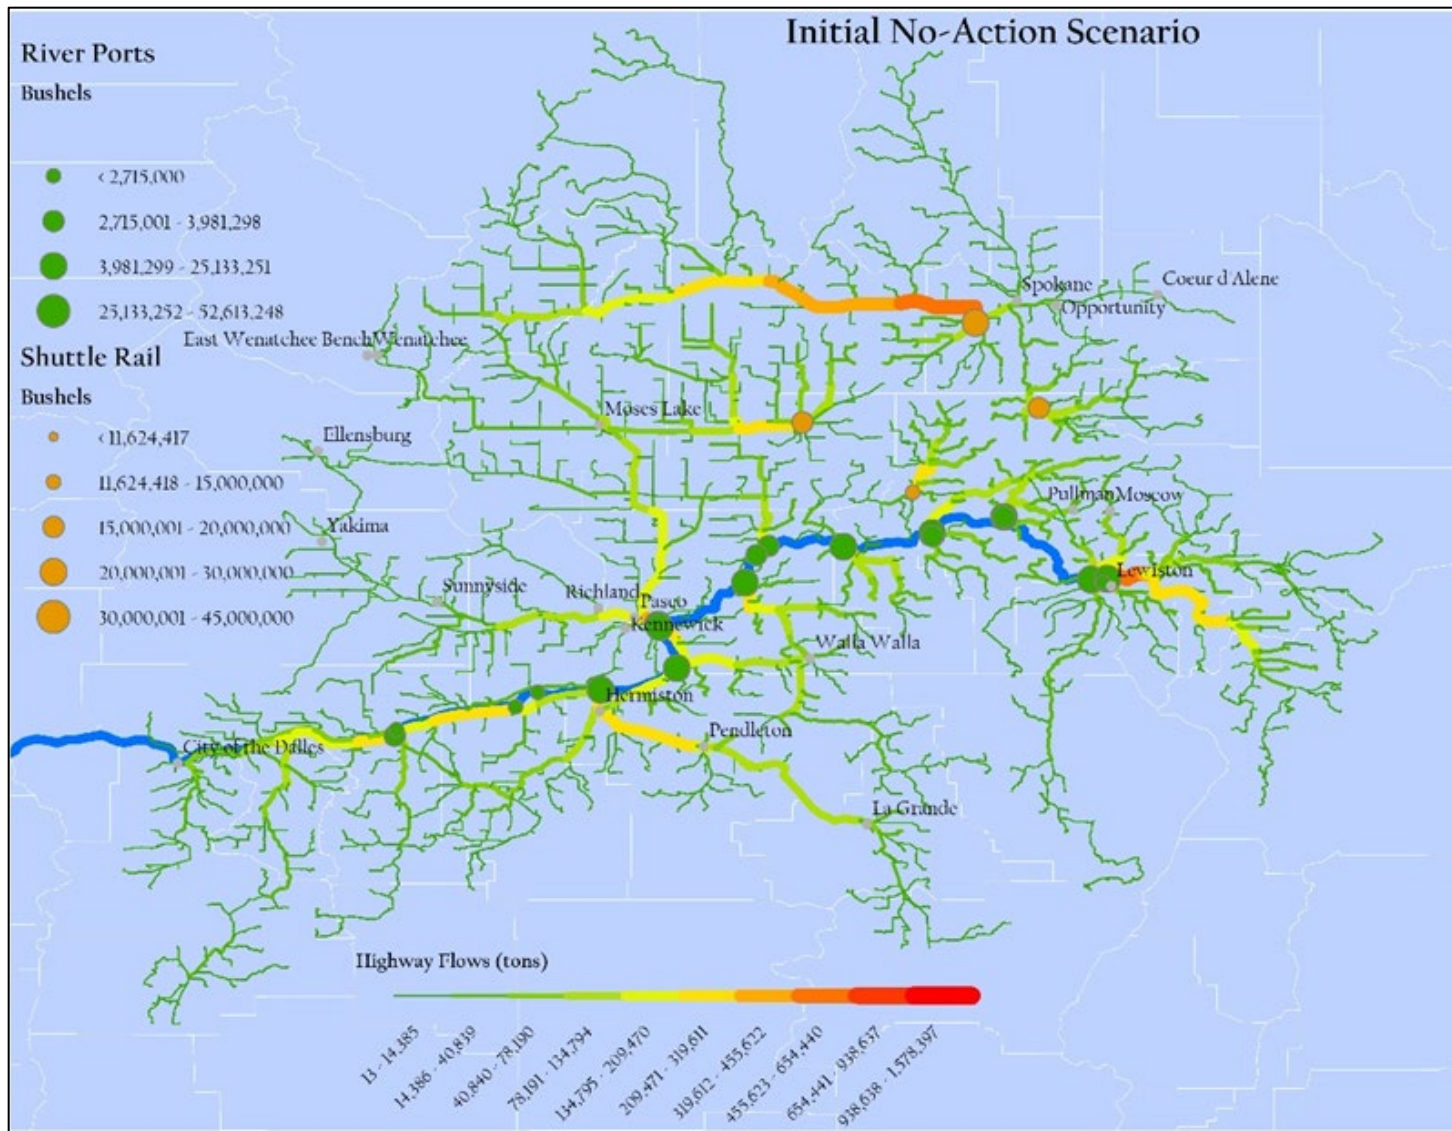 Initial No-Action Scenario
River Ports
Bushels
< 2,715,000
2,715,001 - 3,981,298
3,981,299 - 25,133,251
25,133,252 - 52,613,248
Shuttle Rail
Bushels
< 11,624,417
11,624,418 - 15,000,000
15,000,001 - 20,000,000
20,000,001 - 30,000,000
30,000,001 - 45,000,000
Spokane
Coeur d Alene
Opportunity
East Wenatchee Bench
Wenatchee
Moses Lake
Ellensburg
Pullman
Moscow
Yakima
Lewiston
Sunnyside
Richland
Pasco
Kennewick
Walla Walla
Hermiston
Pendleton
City of the Dalles
La Grande
Highway Flows (tons)
13 - 14,385
14,386 - 40,839
40,840 - 78,190
78,191 - 134,794
134,795 - 209,470
209,471 - 319,611
319,612 - 455,622
455,623 - 654,440
654,441 - 938,637
938,638 - 1,578,397